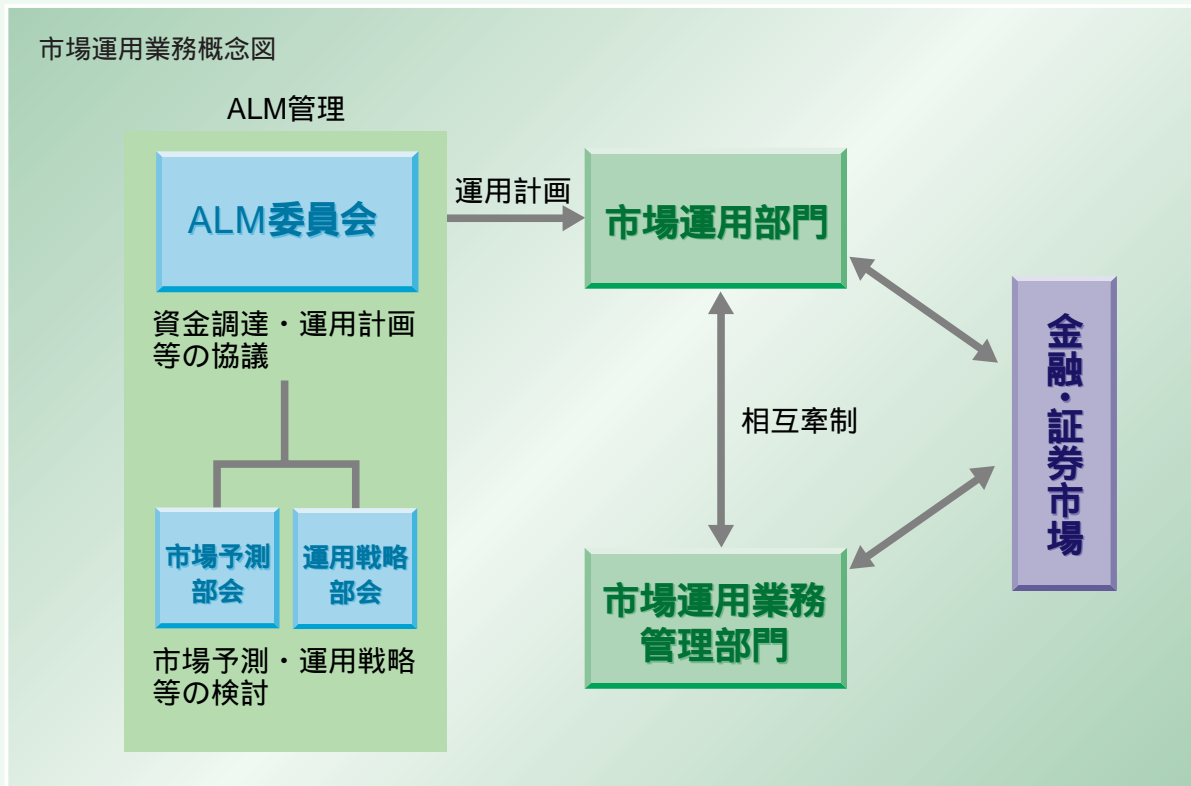 市場運用業務概念図
ALM管理
ALM委員会
資金調達・運用計画
等の協議
市場予測
部会
運用戦略
部会
市場予測・運用戦略
等の検討
運用計画
市場運用部門
相互牽制
市場運用業務
管理部門
金融・証券市場